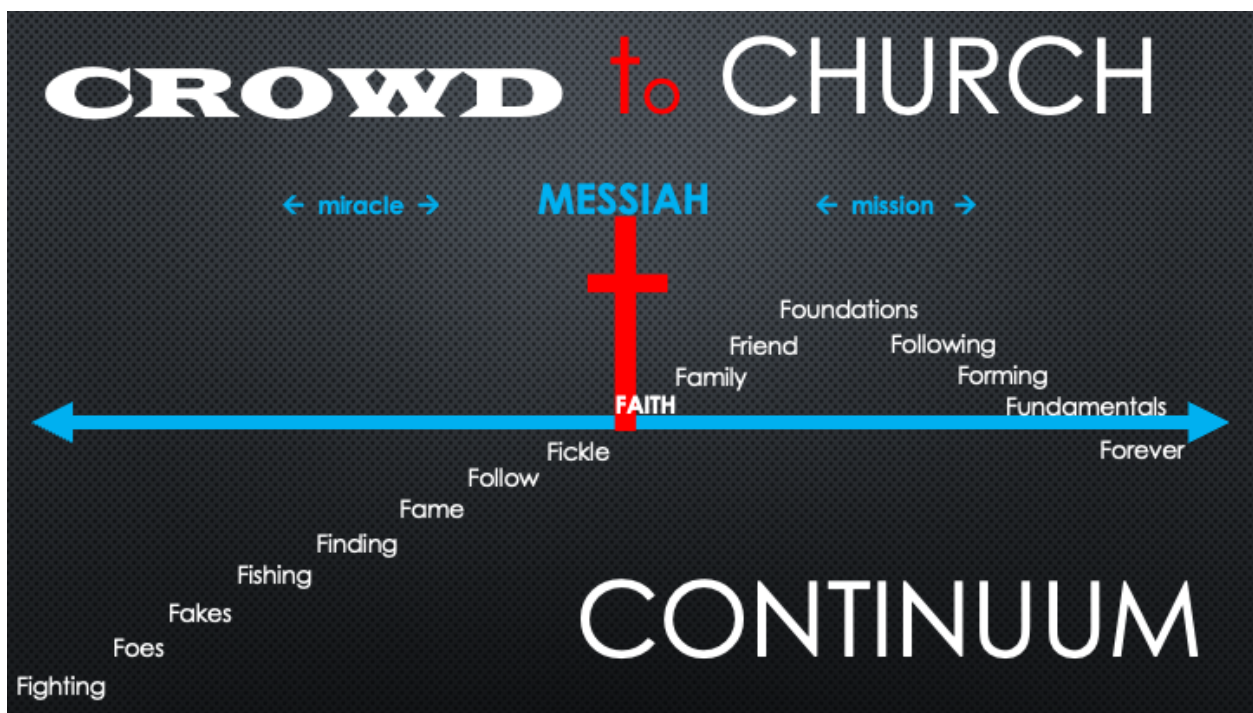 CROWD to CHURCH
← miracle → MESSIAH ← mission →
Foundations
Friend Following
Family Forming
FAITH Fundamentals
Fickle Forever
Follow
Fame
Finding
Fishing
Fakes
Foes
Fighting
CONTINUUM